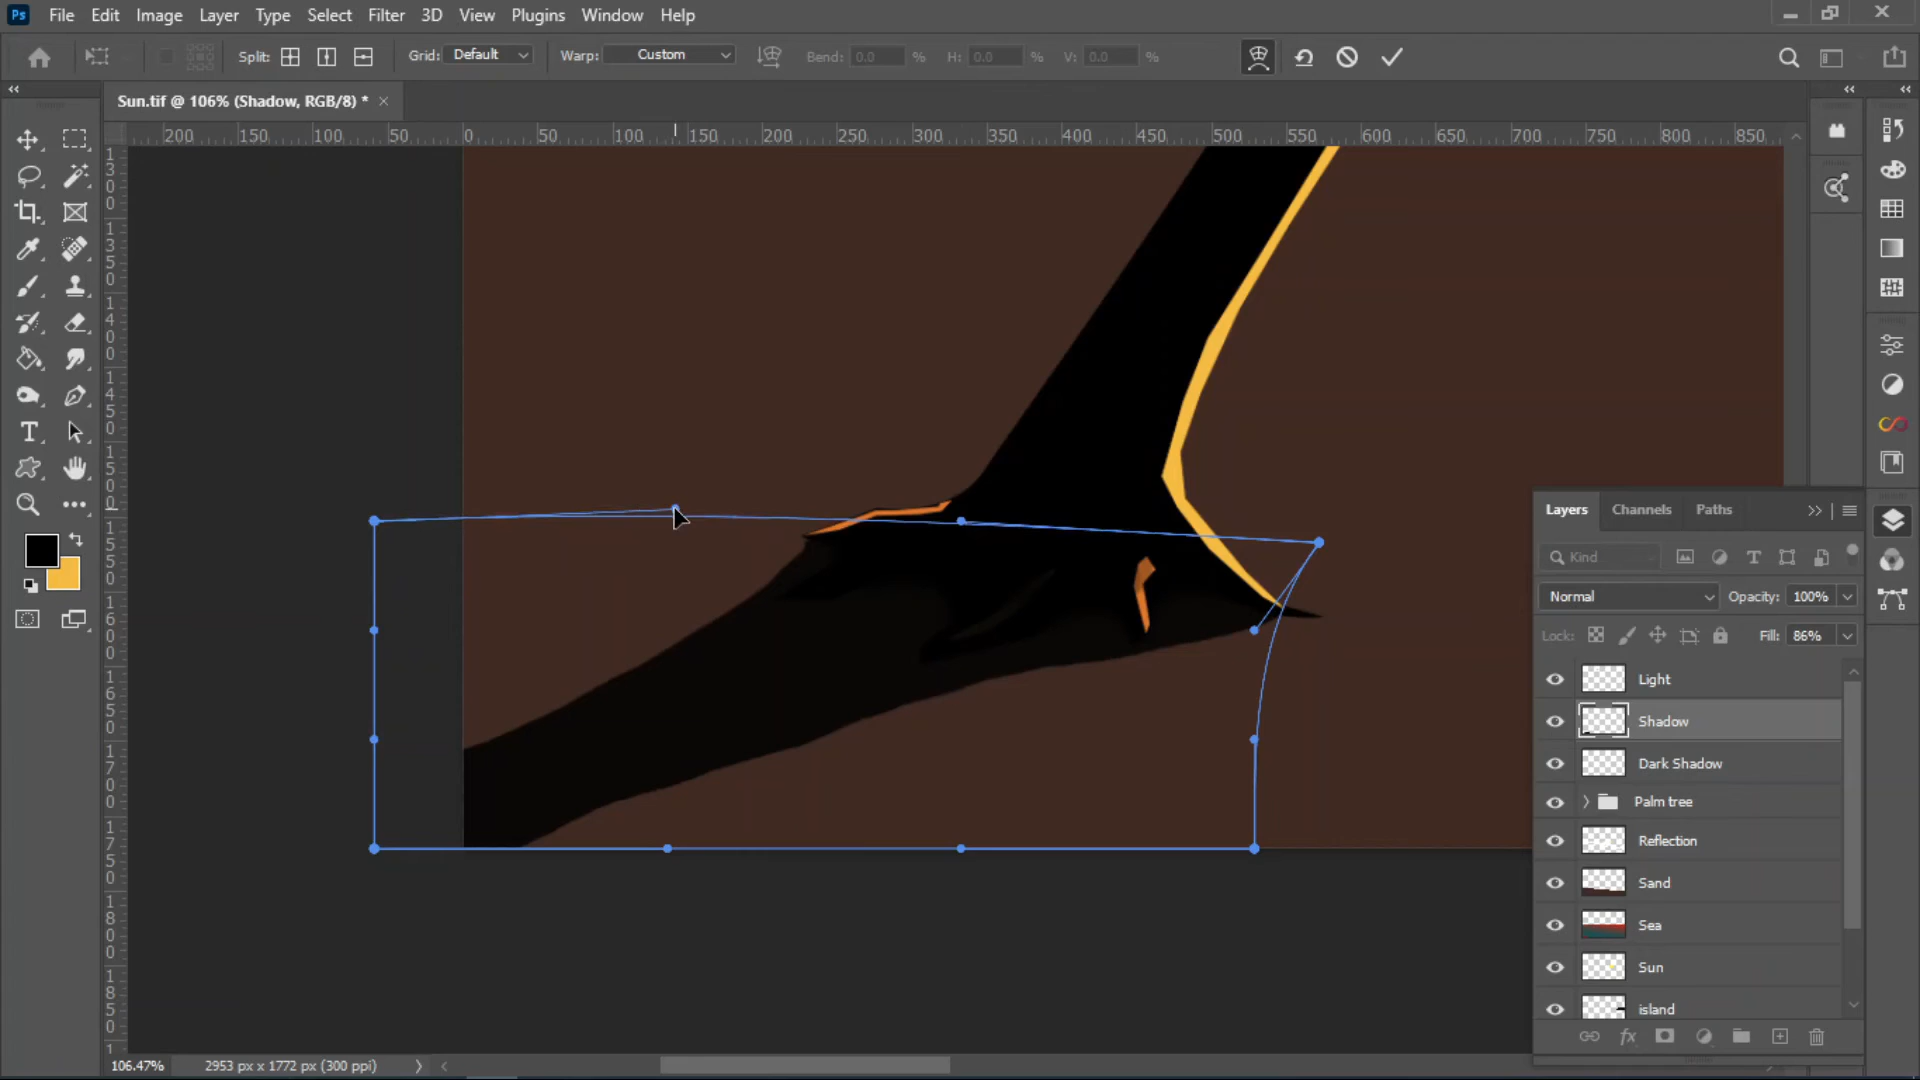 Ps File Edit Image Layer Type Select Filter 3D View Plugins Window Help
Split: Grid: Default Warp: Custom Bend: 0.0 % H: 0.0 % V: 0.0 %
Sun.tif @ 106% (Shadow, RGB/8) *
200 150 100 50 0 50 100 150 200 250 300 350 400 450 500 550 600 650 700 750 800 850
Layers Channels Paths
Kind
Normal Opacity: 100%
Lock: Fill: 86%
Light
Shadow
Dark Shadow
Palm tree
Reflection
Sand
Sea
Sun
island
fx
106.47% 2953 px x 1772 px (300 ppi)